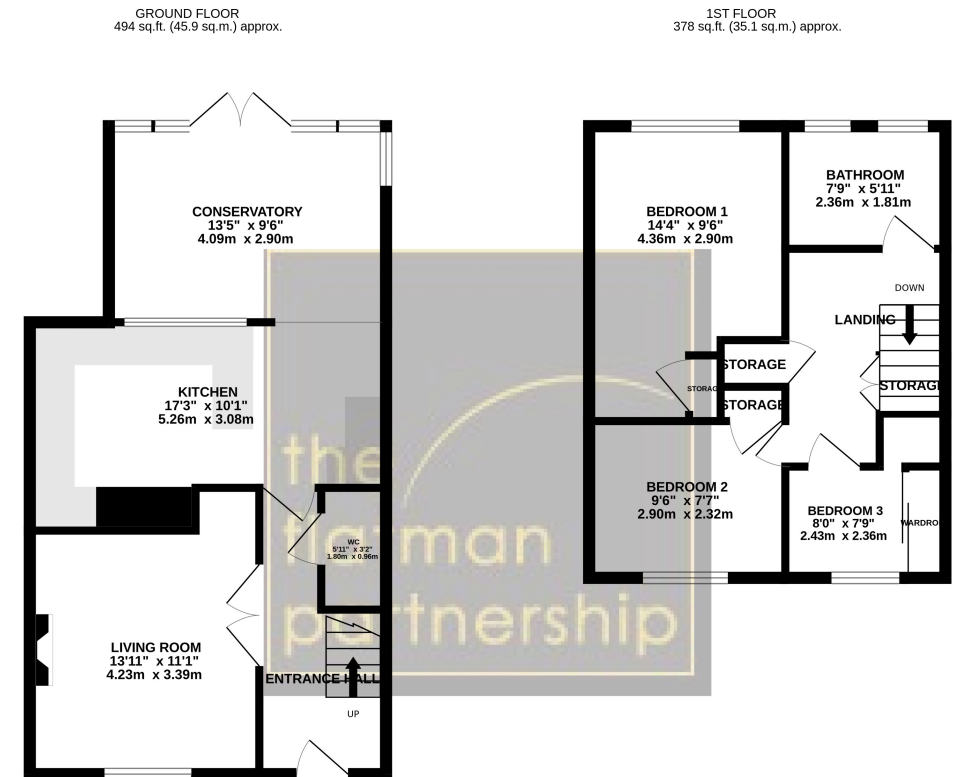 GROUND FLOOR
494 sq.ft. (45.9 sq.m.) approx.
1ST FLOOR
378 sq.ft. (35.1 sq.m.) approx.
CONSERVATORY
13'5" x 9'6"
4.09m x 2.90m
KITCHEN
17'3" x 10'1"
5.26m x 3.08m
WC
5'11" x 3'2"
1.80m x 0.96m
LIVING ROOM
13'11" x 11'1"
4.23m x 3.39m
ENTRANCE HALL
UP
BEDROOM 1
14'4" x 9'6"
4.36m x 2.90m
BATHROOM
7'9" x 5'11"
2.36m x 1.81m
DOWN
LANDING
STORAGE
STORAGE
STORAGE
STORAGE
BEDROOM 2
9'6" x 7'7"
2.90m x 2.32m
BEDROOM 3
8'0" x 7'9"
2.43m x 2.36m
WARDRO
the
partnership